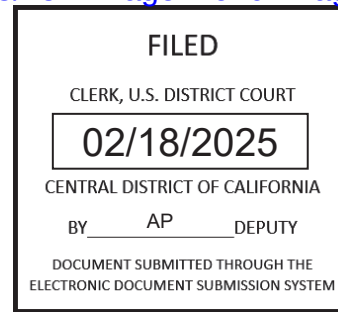 FILED
CLERK, U.S. DISTRICT COURT
02/18/2025
CENTRAL DISTRICT OF CALIFORNIA
BY AP DEPUTY
DOCUMENT SUBMITTED THROUGH THE
ELECTRONIC DOCUMENT SUBMISSION SYSTEM